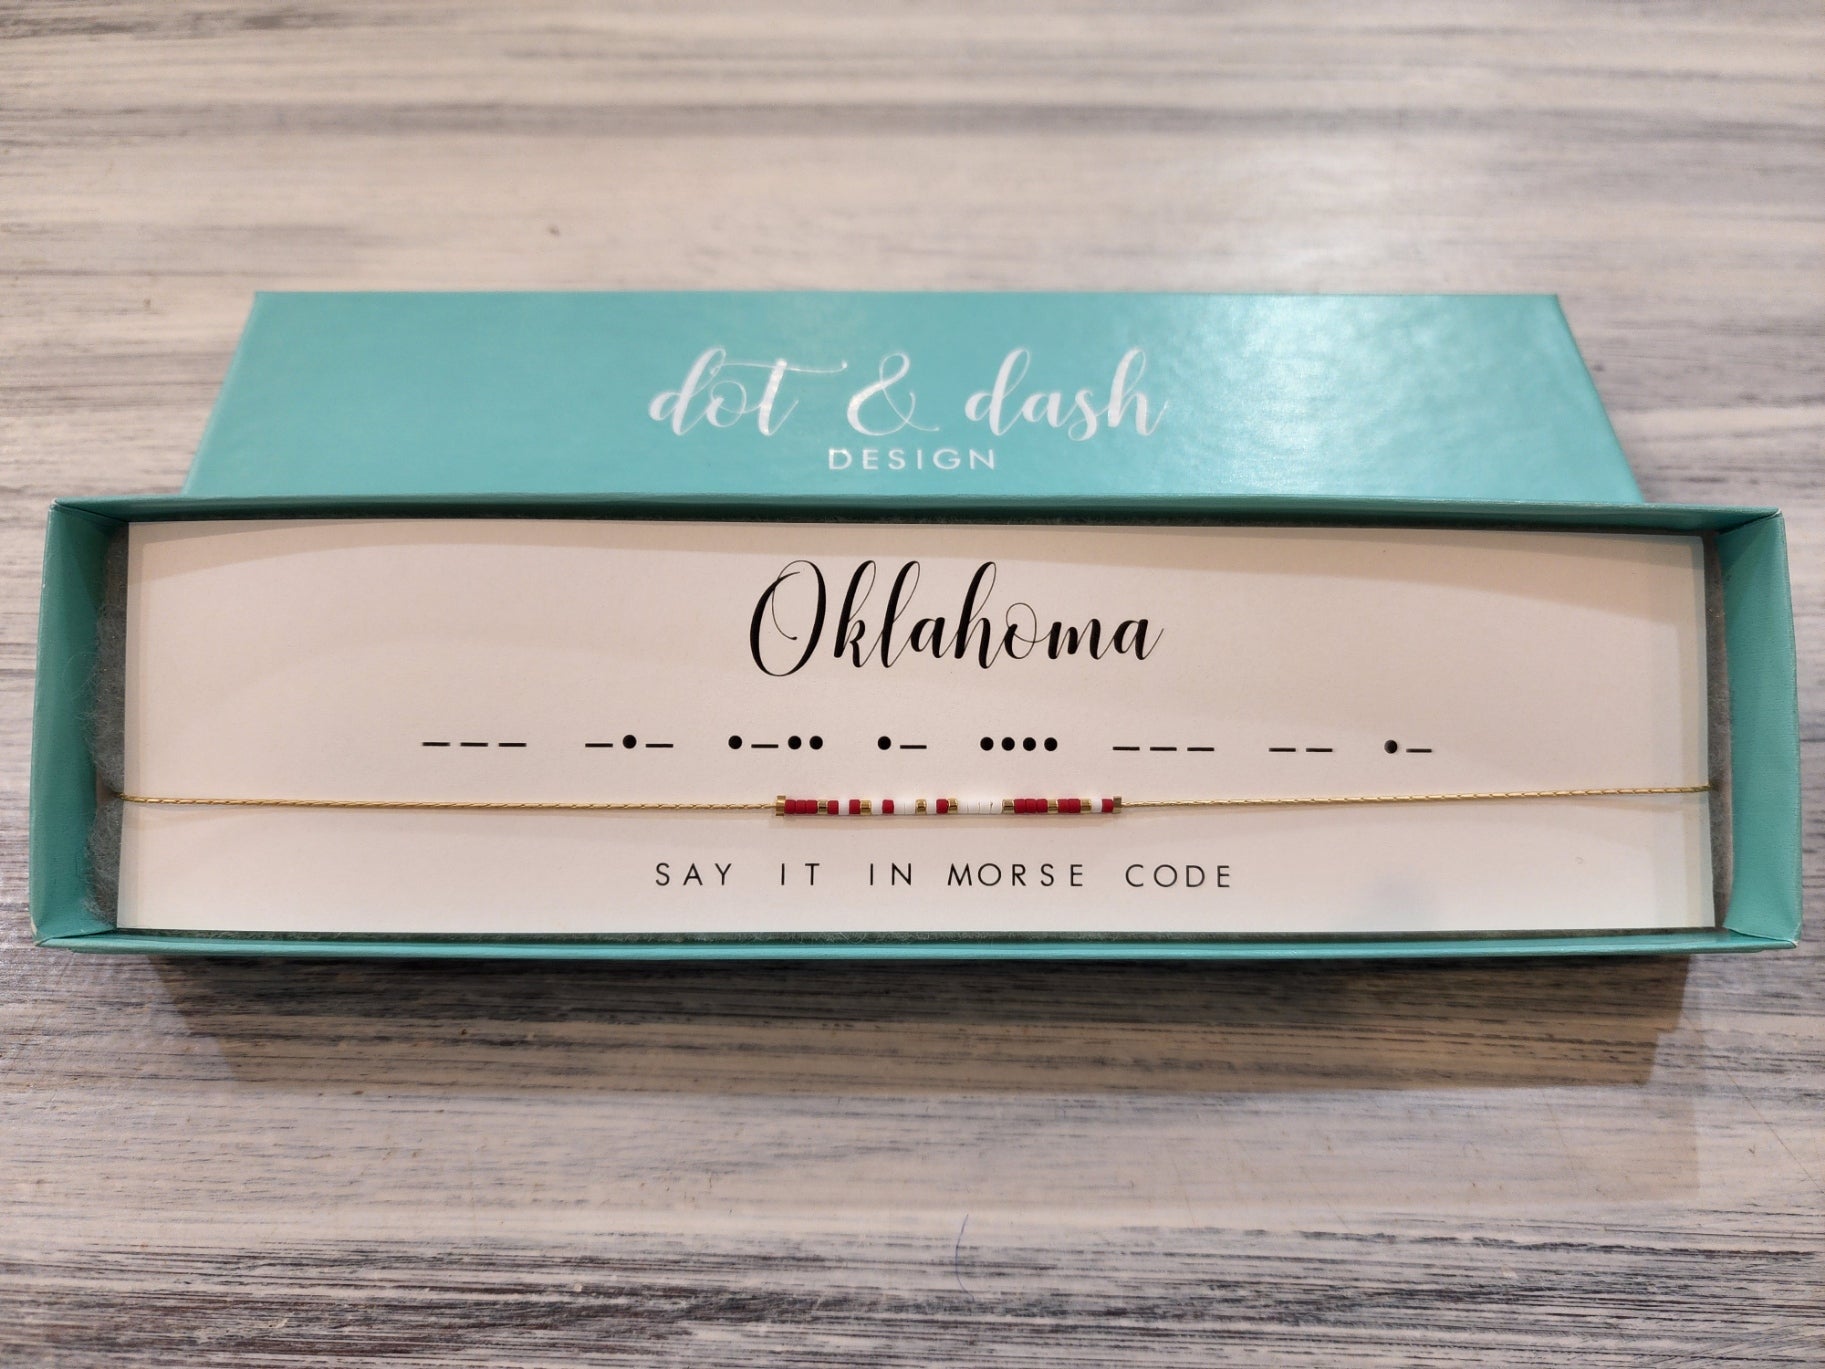 dot & dash
DESIGN
Oklahoma
——— —•— •—•• •— •••• ——— —— •—
SAY IT IN MORSE CODE